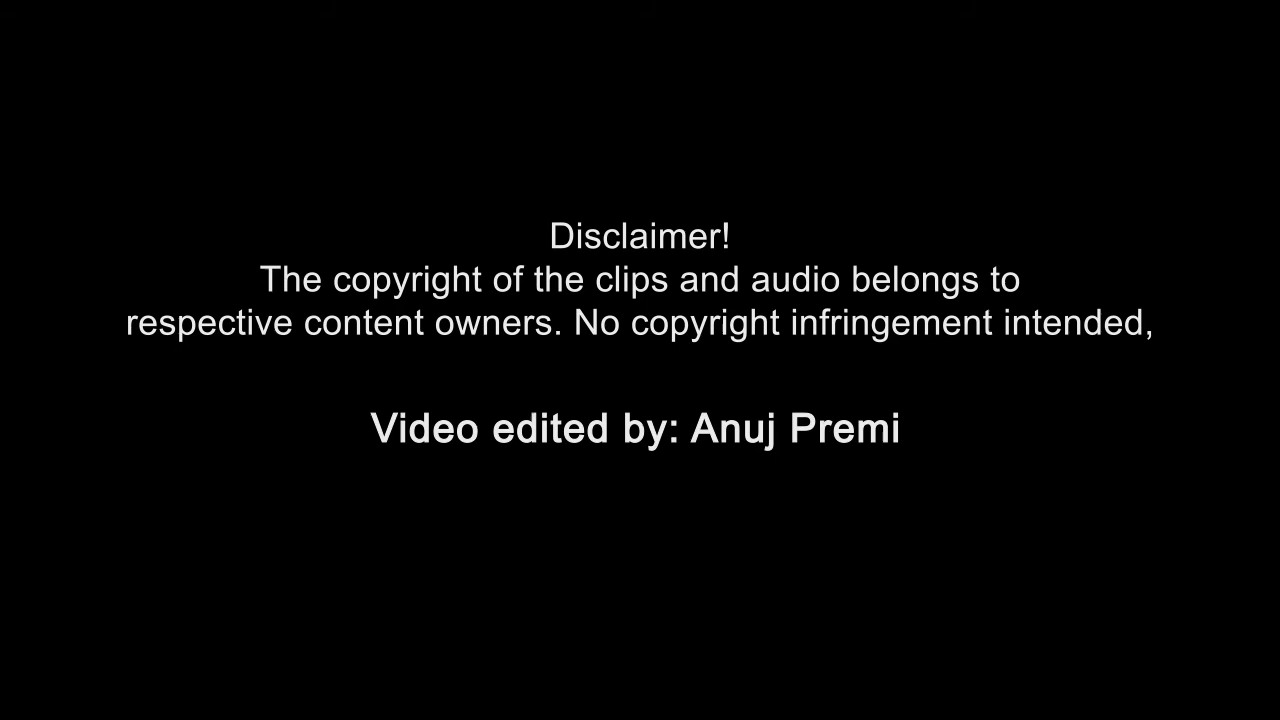 Disclaimer!
The copyright of the clips and audio belongs to
respective content owners. No copyright infringement intended,
Video edited by: Anuj Premi